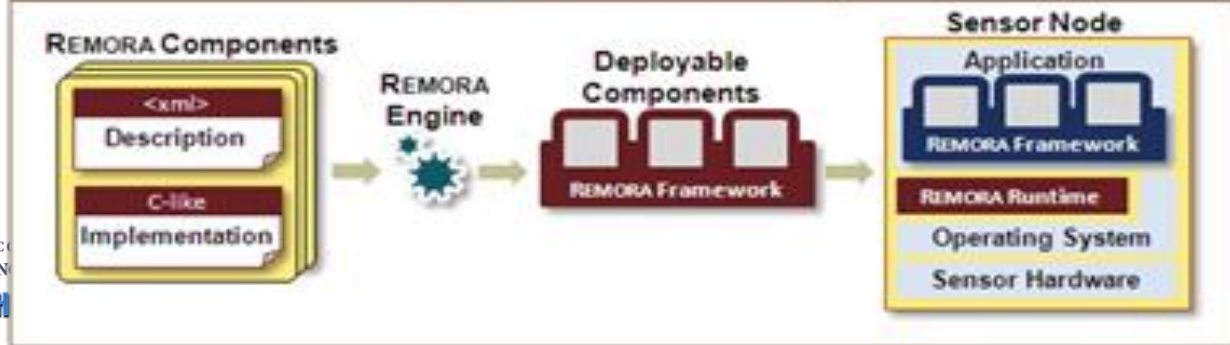 REMORA Components
<xml>
Description
C-like
Implementation
REMORA
Engine
Deployable
Components
REMORA Framework
Sensor Node
Application
REMORA Framework
REMORA Runtime
Operating System
Sensor Hardware